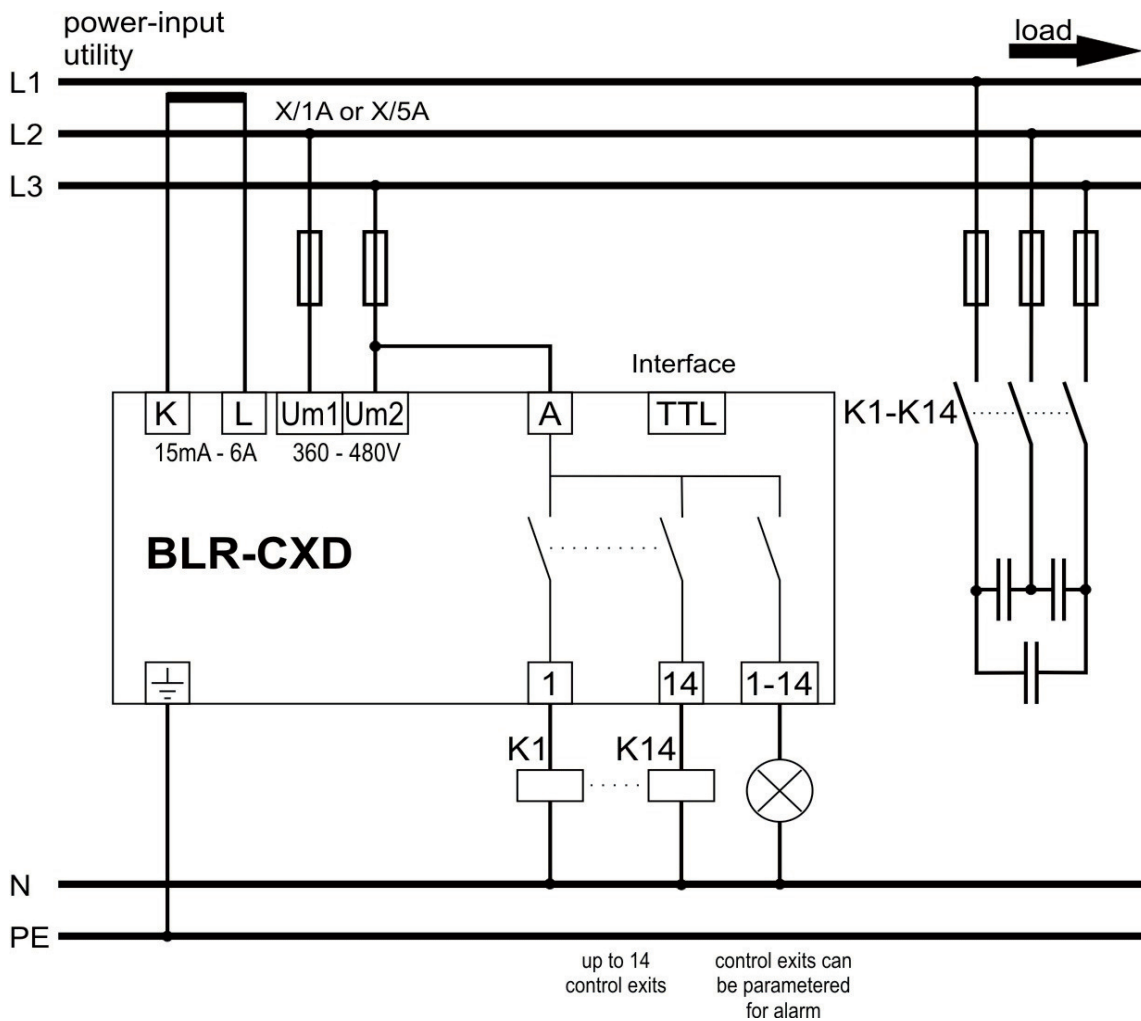 power-input
utility
load
L1
X/1A or X/5A
L2
L3
Interface
K L Um1 Um2 A TTL K1-K14
15mA - 6A 360 - 480V
BLR-CXD
1 14 1-14
K1 K14
N
PE
up to 14
control exits
control exits can
be parametered
for alarm